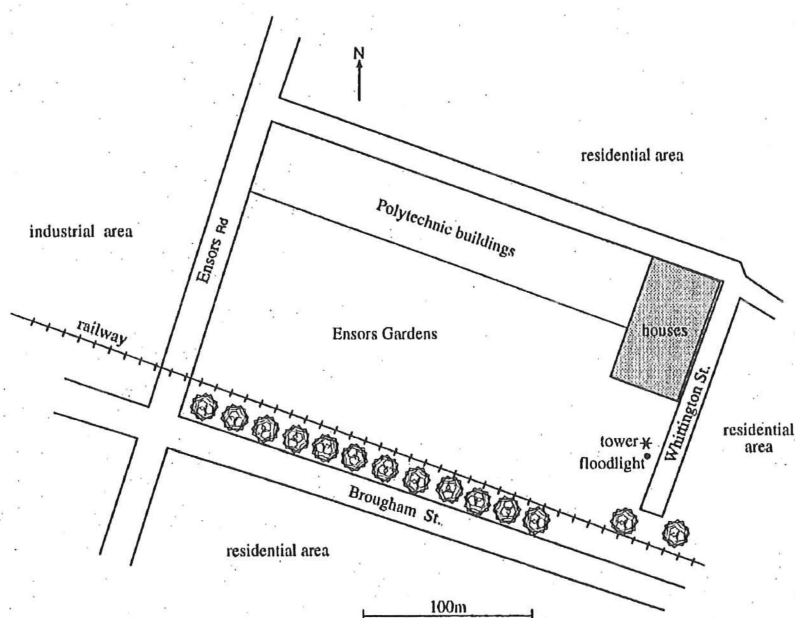 N
residential area
industrial area
Ensors Rd
Polytechnic buildings
railway
Ensors Gardens
houses
Whittington St.
tower
floodlight
residential
area
Brougham St.
residential area
100m